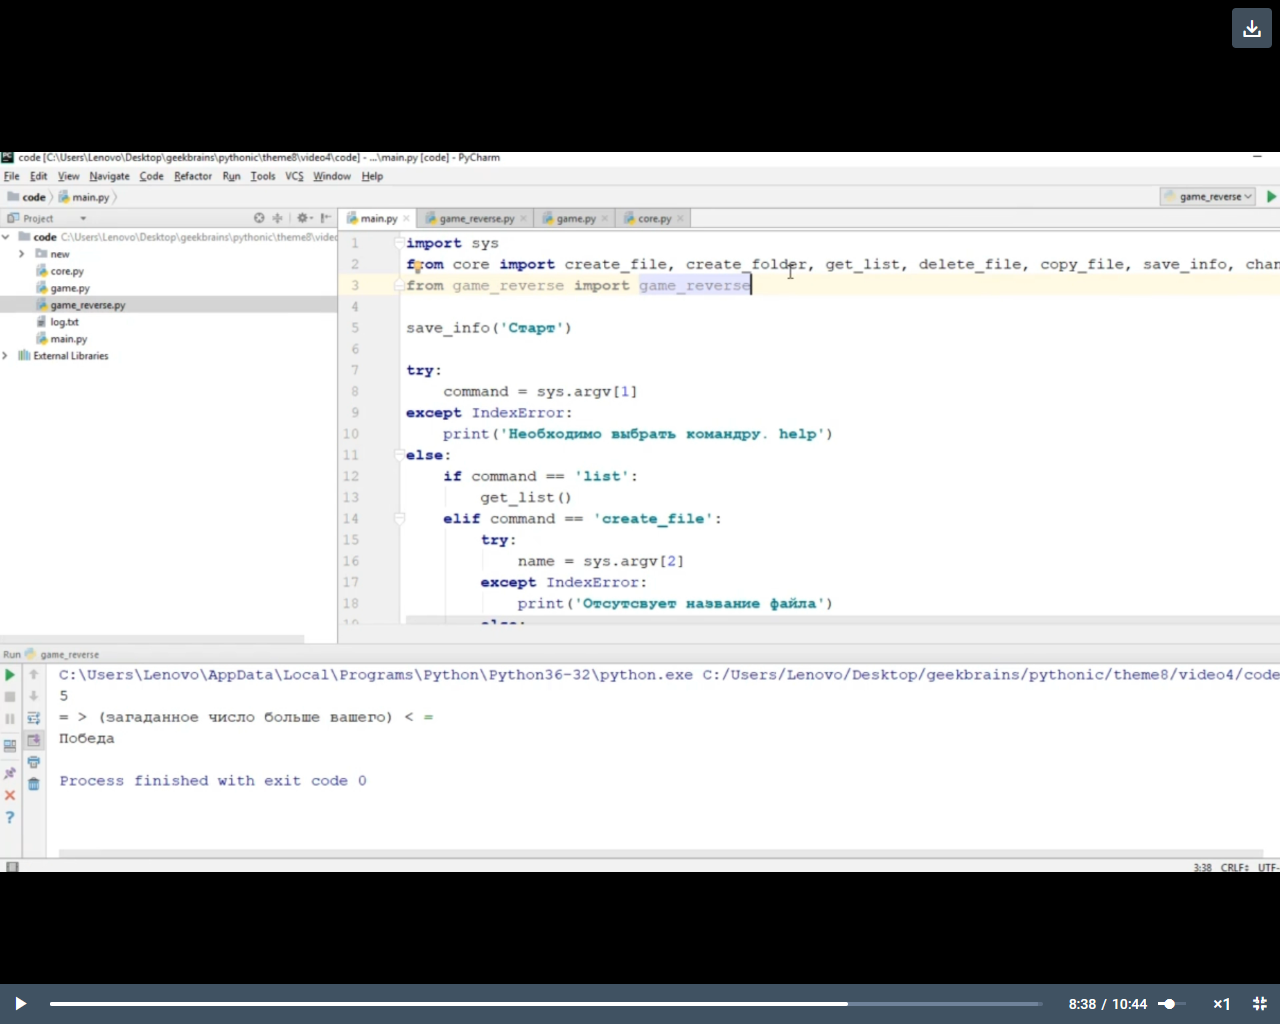 code [C:\Users\Lenovo\Desktop\geekbrains\pythonic\theme8\video4\code] - ...\main.py [code] - PyCharm
File Edit View Navigate Code Refactor Run Tools VCS Window Help
code main.py
game_reverse
Project
main.py game_reverse.py game.py core.py
code C:\Users\Lenovo\Desktop\geekbrains\pythonic\theme8\videc
new
core.py
game.py
game_reverse.py
log.txt
main.py
External Libraries
1 import sys
2 from core import create_file, create_folder, get_list, delete_file, copy_file, save_info, chan
3 from game_reverse import game_reverse
4
5 save_info('Старт')
6
7 try:
8 command = sys.argv[1]
9 except IndexError:
10 print('Необходимо выбрать командру. help')
11 else:
12 if command == 'list':
13 get_list()
14 elif command == 'create_file':
15 try:
16 name = sys.argv[2]
17 except IndexError:
18 print('Отсутсвует название файла')
19 else:
Run game_reverse
C:\Users\Lenovo\AppData\Local\Programs\Python\Python36-32\python.exe C:/Users/Lenovo/Desktop/geekbrains/pythonic/theme8/video4/code
5
= > (загаданное число больше вашего) < =
Победа
Process finished with exit code 0
3:38 CRLF÷ UTF-
8:38 / 10:44 ×1